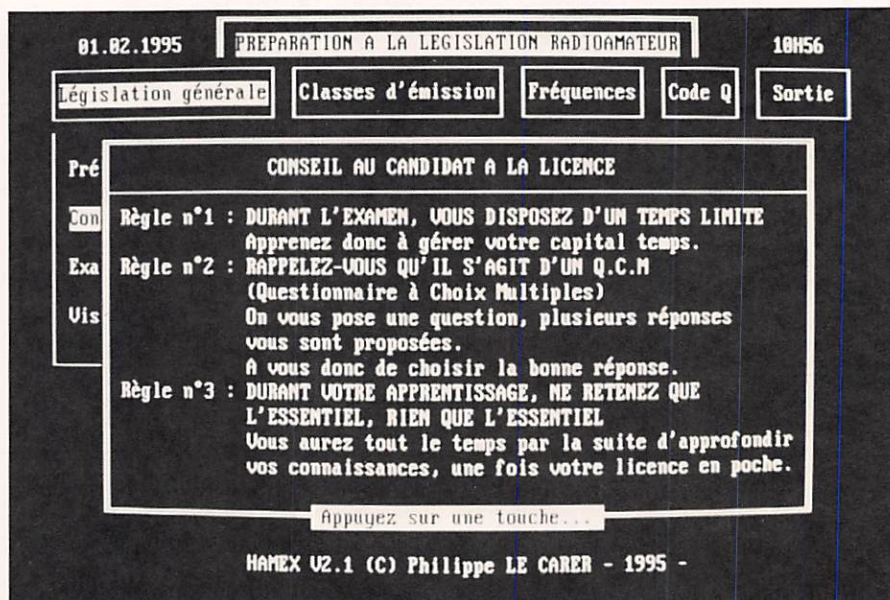 01.02.1995 PREPARATION A LA LEGISLATION RADIOAMATEUR 10H56
Législation générale Classes d'émission Fréquences Code Q Sortie
Pré
CONSEIL AU CANDIDAT A LA LICENCE
Con
Règle n°1 : DURANT L'EXAMEN, VOUS DISPOSEZ D'UN TEMPS LIMITE
Apprenez donc à gérer votre capital temps.
Exa
Règle n°2 : RAPPELEZ-VOUS QU'IL S'AGIT D'UN Q.C.M
(Questionnaire à Choix Multiples)
Vis
On vous pose une question, plusieurs réponses
vous sont proposées.
A vous donc de choisir la bonne réponse.
Règle n°3 : DURANT VOTRE APPRENTISSAGE, NE RETENEZ QUE
L'ESSENTIEL, RIEN QUE L'ESSENTIEL
Vous aurez tout le temps par la suite d'approfondir
vos connaissances, une fois votre licence en poche.
Appuyez sur une touche...
HAMEX V2.1 (C) Philippe LE CARER - 1995 -